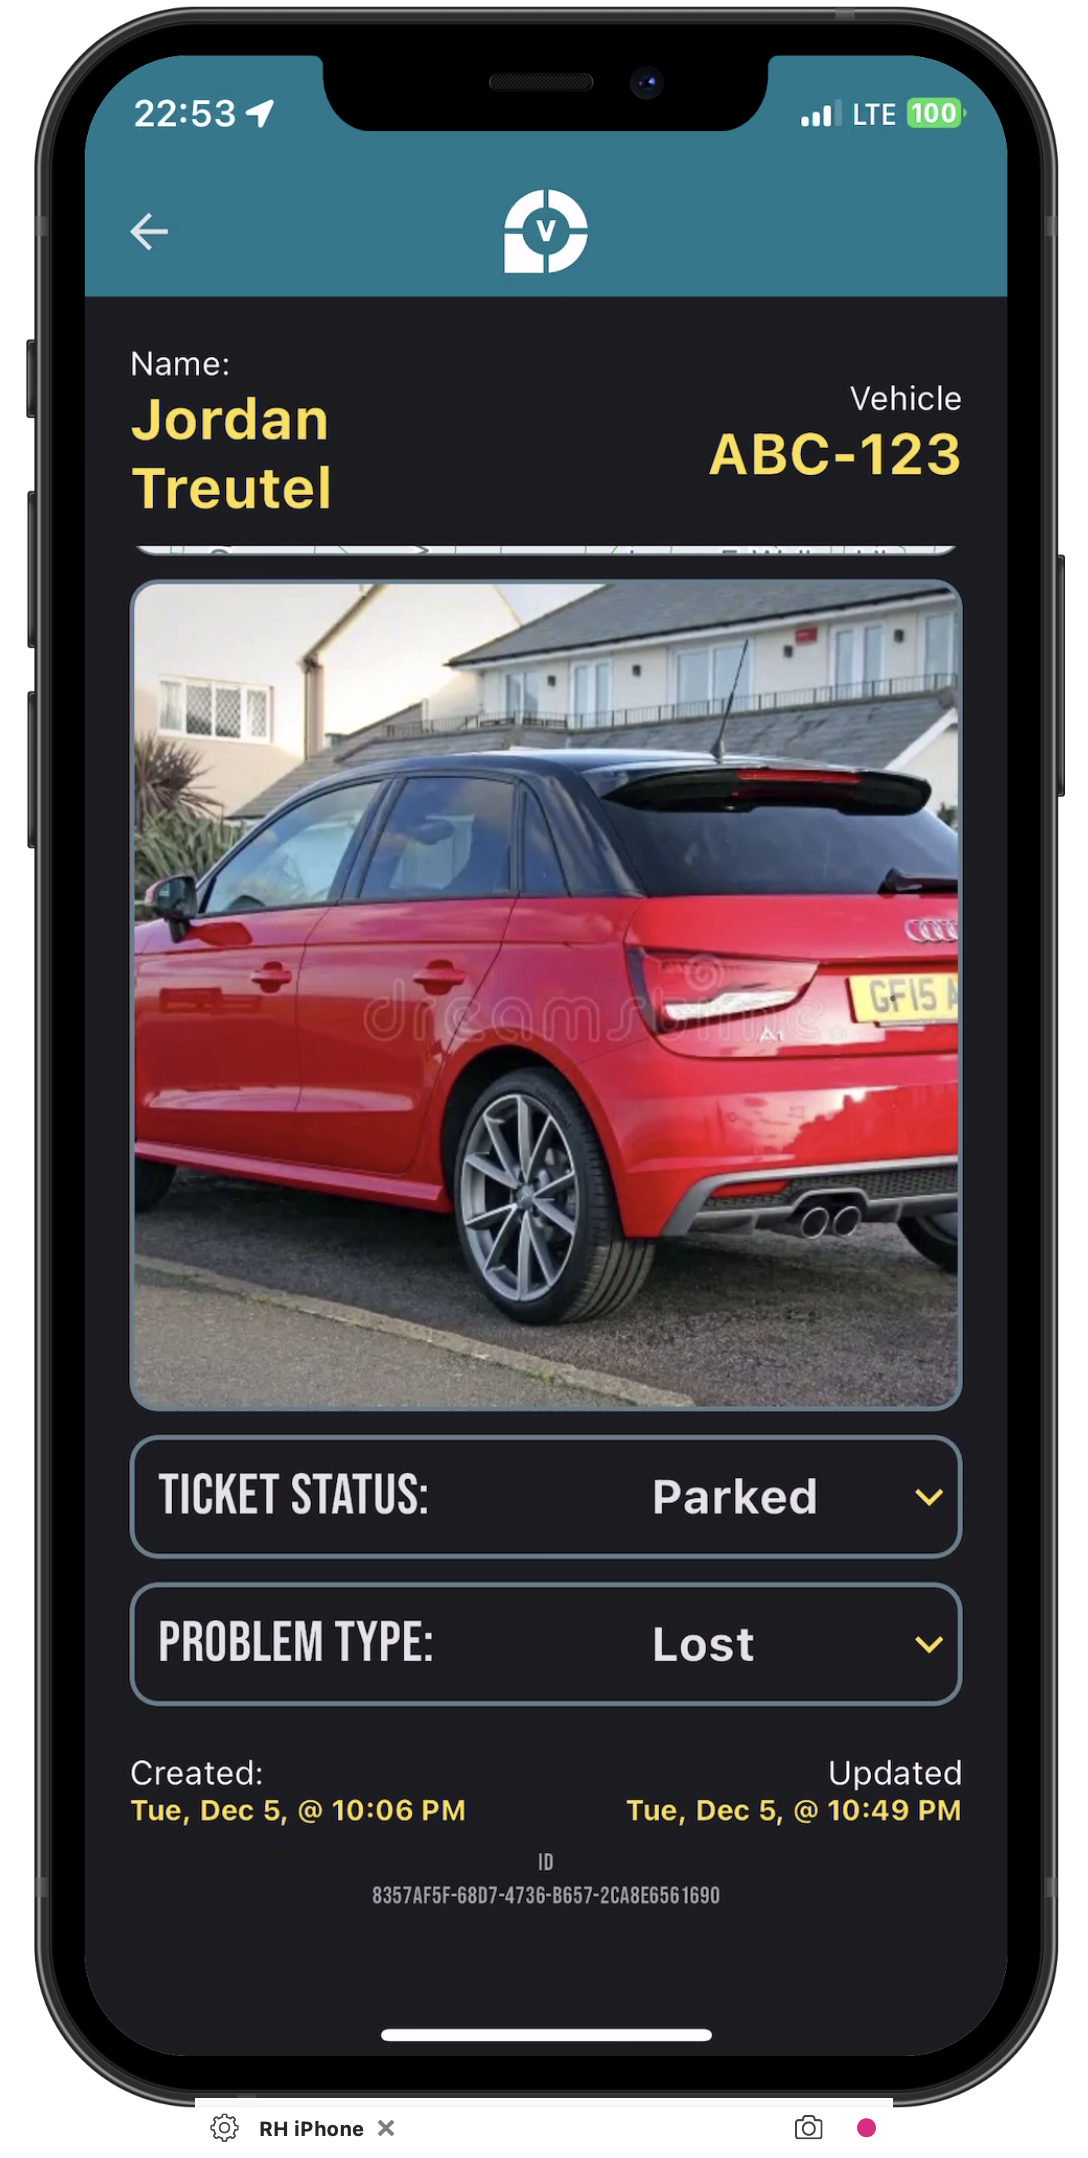 22:53
LTE 100
V
Name:
Jordan
Treutel
Vehicle
ABC-123
dreamstime.
GF15 A
A1
TICKET STATUS: Parked
PROBLEM TYPE: Lost
Created:
Tue, Dec 5, @ 10:06 PM
Updated
Tue, Dec 5, @ 10:49 PM
ID
8357AF5F-68D7-4736-B657-2CA8E6561690
RH iPhone